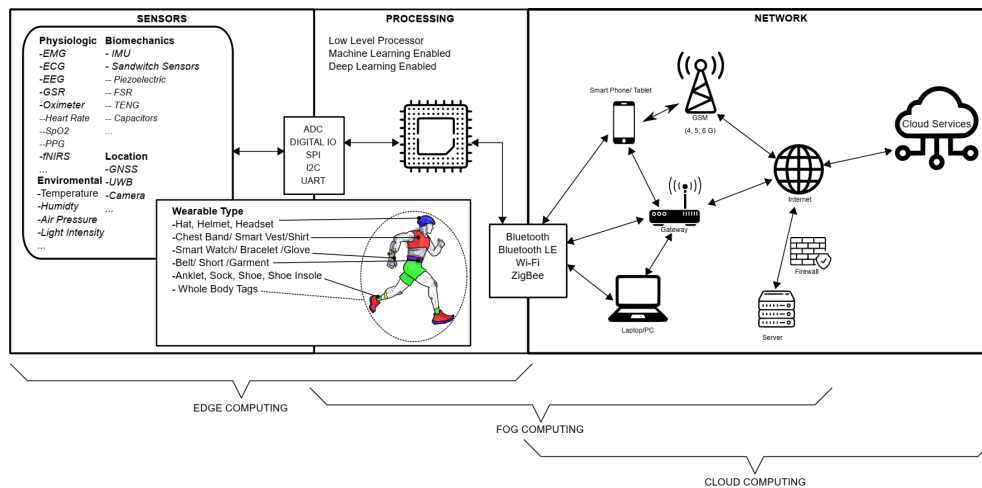 SENSORS
Physiologic
-EMG
-ECG
-EEG
-GSR
-Oximeter
--Heart Rate
--SpO2
--PPG
-fNIRS
...
Enviromental
-Temperature
-Humidty
-Air Pressure
-Light Intensity
...
Biomechanics
- IMU
- Sandwitch Sensors
-- Piezoelectric
-- FSR
-- TENG
-- Capacitors
...
Location
-GNSS
-UWB
-Camera
...
ADC
DIGITAL IO
SPI
I2C
UART
PROCESSING
Low Level Processor
Machine Learning Enabled
Deep Learning Enabled
Wearable Type
-Hat, Helmet, Headset
-Chest Band/ Smart Vest/Shirt
-Smart Watch/ Bracelet /Glove
-Belt/ Short /Garment
-Anklet, Sock, Shoe, Shoe Insole
- Whole Body Tags
Bluetooth
Bluetooth LE
Wi-Fi
ZigBee
NETWORK
Smart Phone/ Tablet
GSM
(4, 5, 6 G)
Cloud Services
Internet
Gateway
Firewall
Laptop/PC
Server
EDGE COMPUTING
FOG COMPUTING
CLOUD COMPUTING